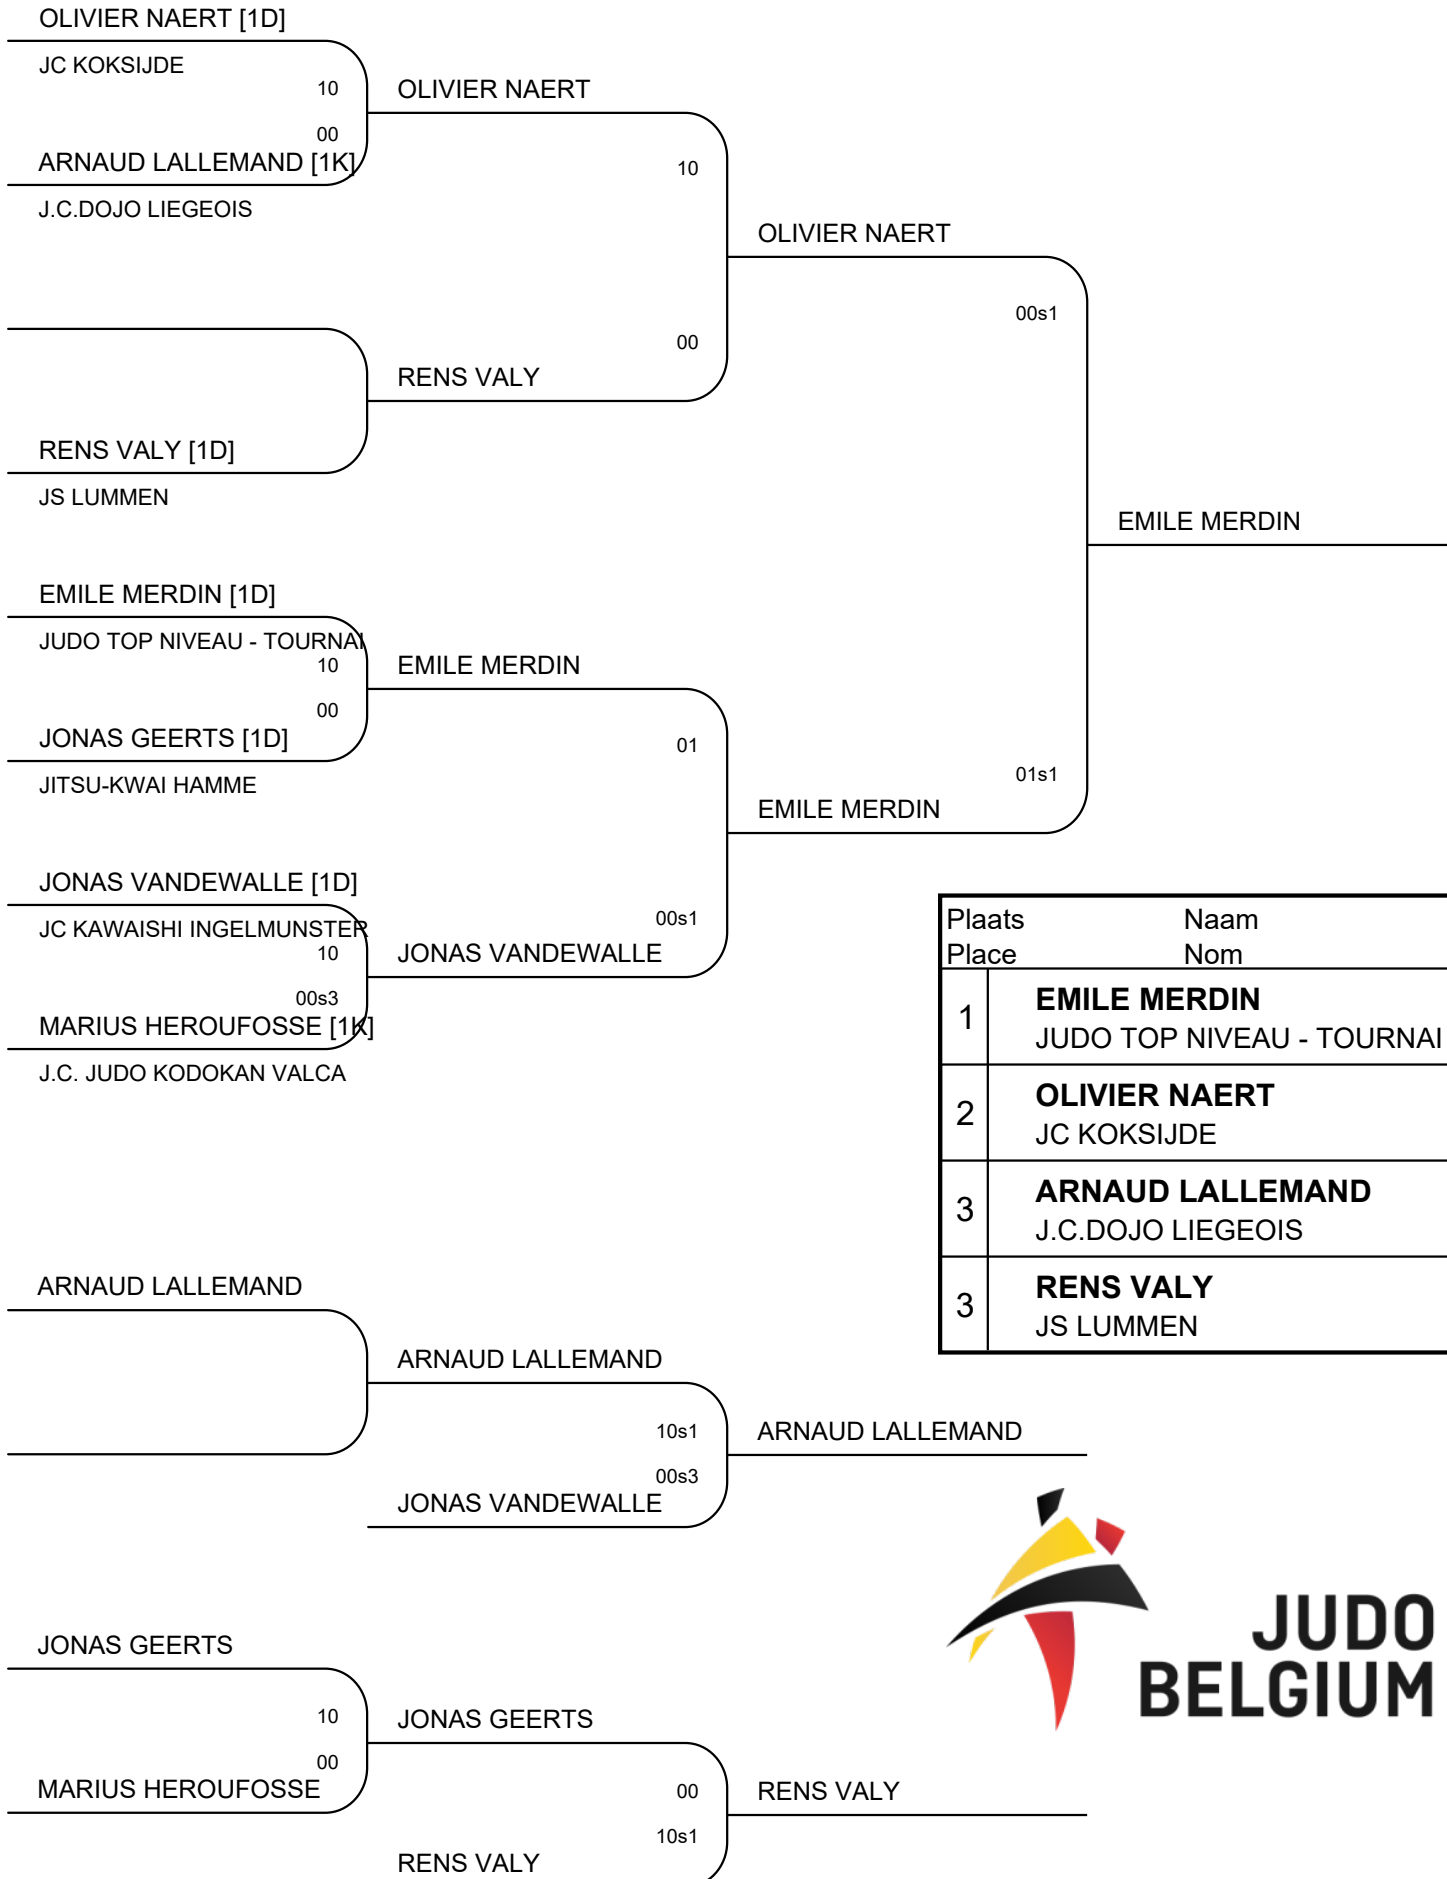 OLIVIER NAERT [1D]
JC KOKSIJDE
10
OLIVIER NAERT
00
ARNAUD LALLEMAND [1K]
10
J.C.DOJO LIEGEOIS
OLIVIER NAERT
00s1
00
RENS VALY
RENS VALY [1D]
JS LUMMEN
EMILE MERDIN
EMILE MERDIN [1D]
JUDO TOP NIVEAU - TOURNAI
10
EMILE MERDIN
00
JONAS GEERTS [1D]
01
JITSU-KWAI HAMME
01s1
EMILE MERDIN
JONAS VANDEWALLE [1D]
JC KAWAISHI INGELMUNSTER
00s1
10
JONAS VANDEWALLE
00s3
MARIUS HEROUFOSSE [1K]
J.C. JUDO KODOKAN VALCA
Plaats Naam
Place Nom
1 EMILE MERDIN
JUDO TOP NIVEAU - TOURNAI
2 OLIVIER NAERT
JC KOKSIJDE
3 ARNAUD LALLEMAND
J.C.DOJO LIEGEOIS
3 RENS VALY
JS LUMMEN
ARNAUD LALLEMAND
ARNAUD LALLEMAND
10s1
ARNAUD LALLEMAND
00s3
JONAS VANDEWALLE
JONAS GEERTS
10
JONAS GEERTS
00
MARIUS HEROUFOSSE
00
RENS VALY
10s1
RENS VALY
JUDO
BELGIUM